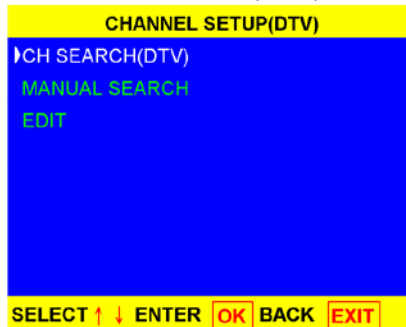 CHANNEL SETUP(DTV)
CH SEARCH(DTV)
MANUAL SEARCH
EDIT
SELECT ↑ ↓ ENTER OK BACK EXIT